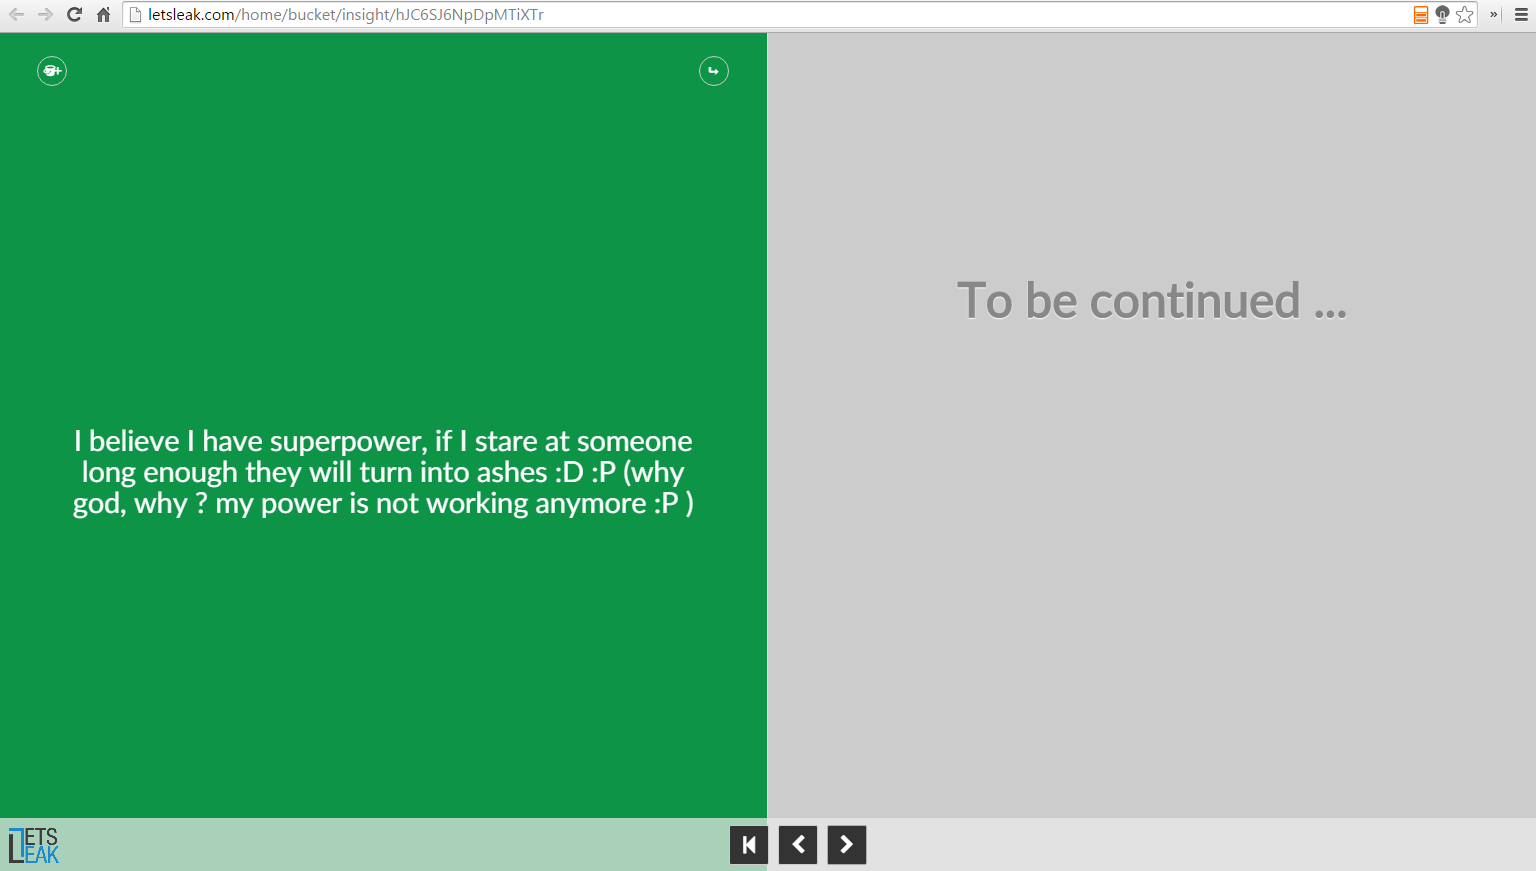 letsleak.com/home/bucket/insight/hJC6SJ6NpDpMTiXTr
I believe I have superpower, if I stare at someone
long enough they will turn into ashes :D :P (why
god, why ? my power is not working anymore :P )
To be continued ...
LETS
LEAK